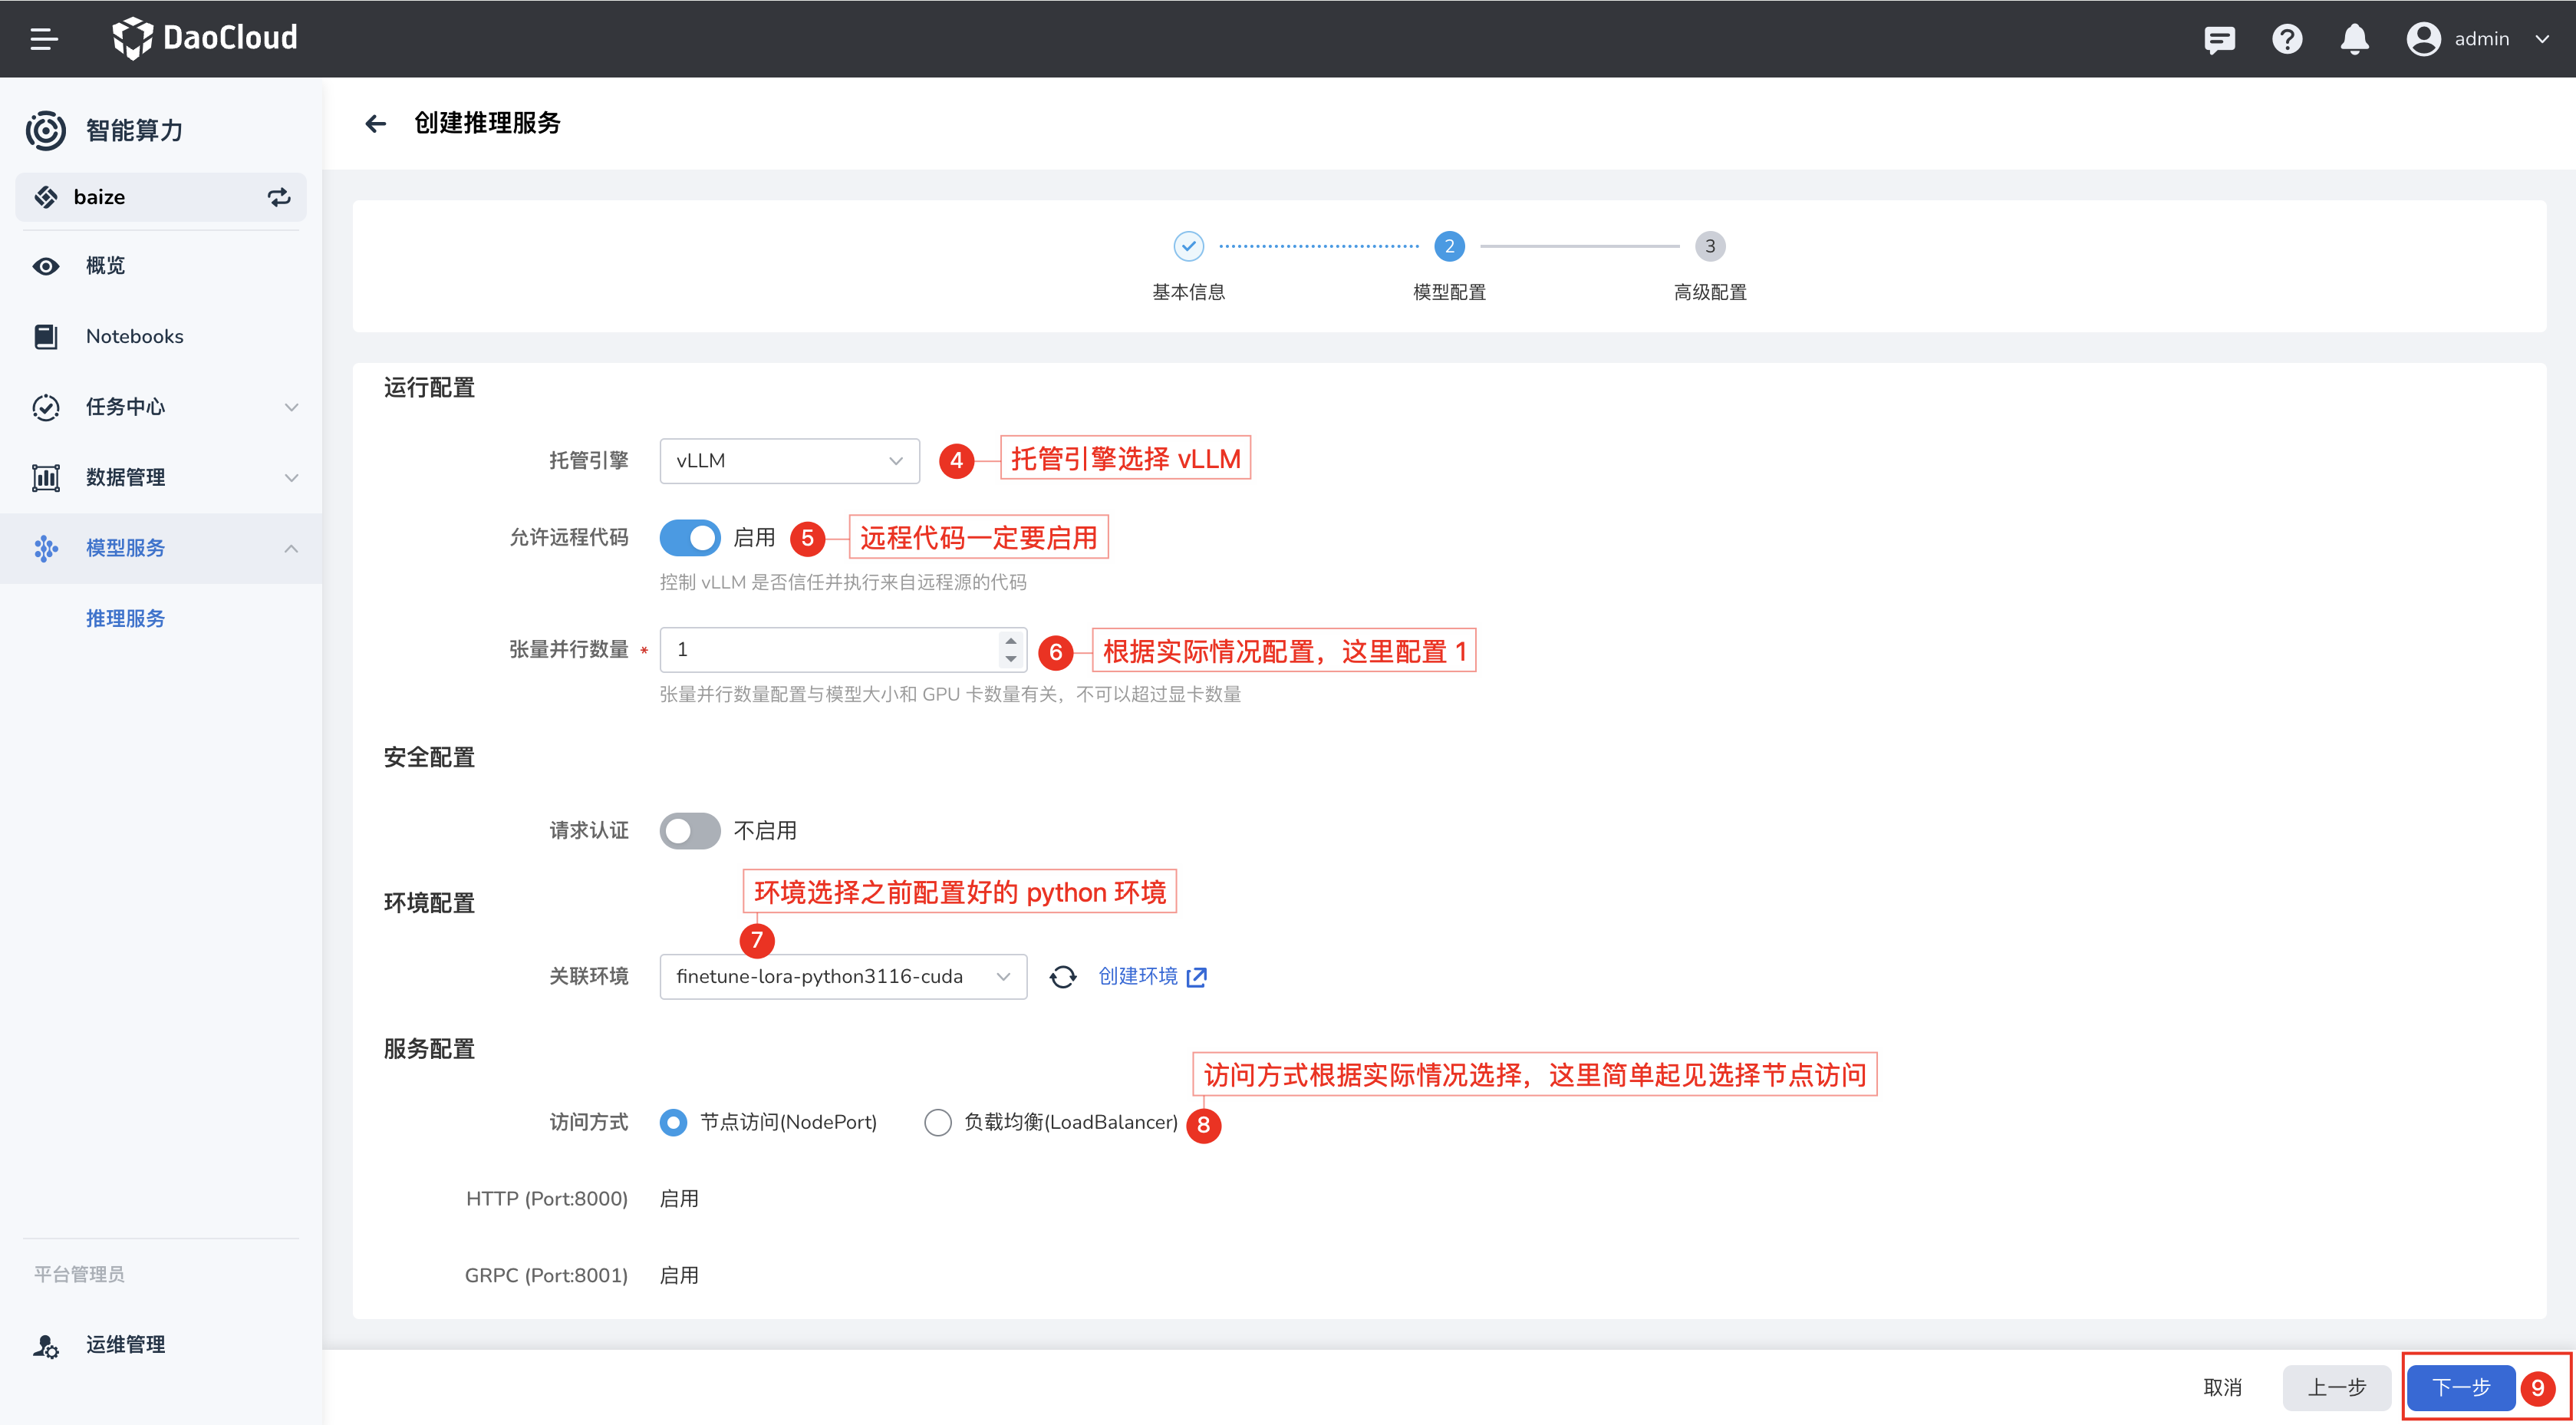 DaoCloud
admin
智能算力
baize
概览
Notebooks
任务中心
数据管理
模型服务
推理服务
平台管理员
运维管理
创建推理服务
2
3
基本信息
模型配置
高级配置
运行配置
托管引擎
vLLM
4
托管引擎选择 vLLM
允许远程代码
启用
5
远程代码一定要启用
控制 vLLM 是否信任并执行来自远程源的代码
张量并行数量 *
1
6
根据实际情况配置，这里配置 1
张量并行数量配置与模型大小和 GPU 卡数量有关，不可以超过显卡数量
安全配置
请求认证
不启用
环境配置
环境选择之前配置好的 python 环境
7
关联环境
finetune-lora-python3116-cuda
创建环境
服务配置
访问方式根据实际情况选择，这里简单起见选择节点访问
访问方式
节点访问(NodePort)
负载均衡(LoadBalancer)
8
HTTP (Port:8000)
启用
GRPC (Port:8001)
启用
取消
上一步
下一步
9